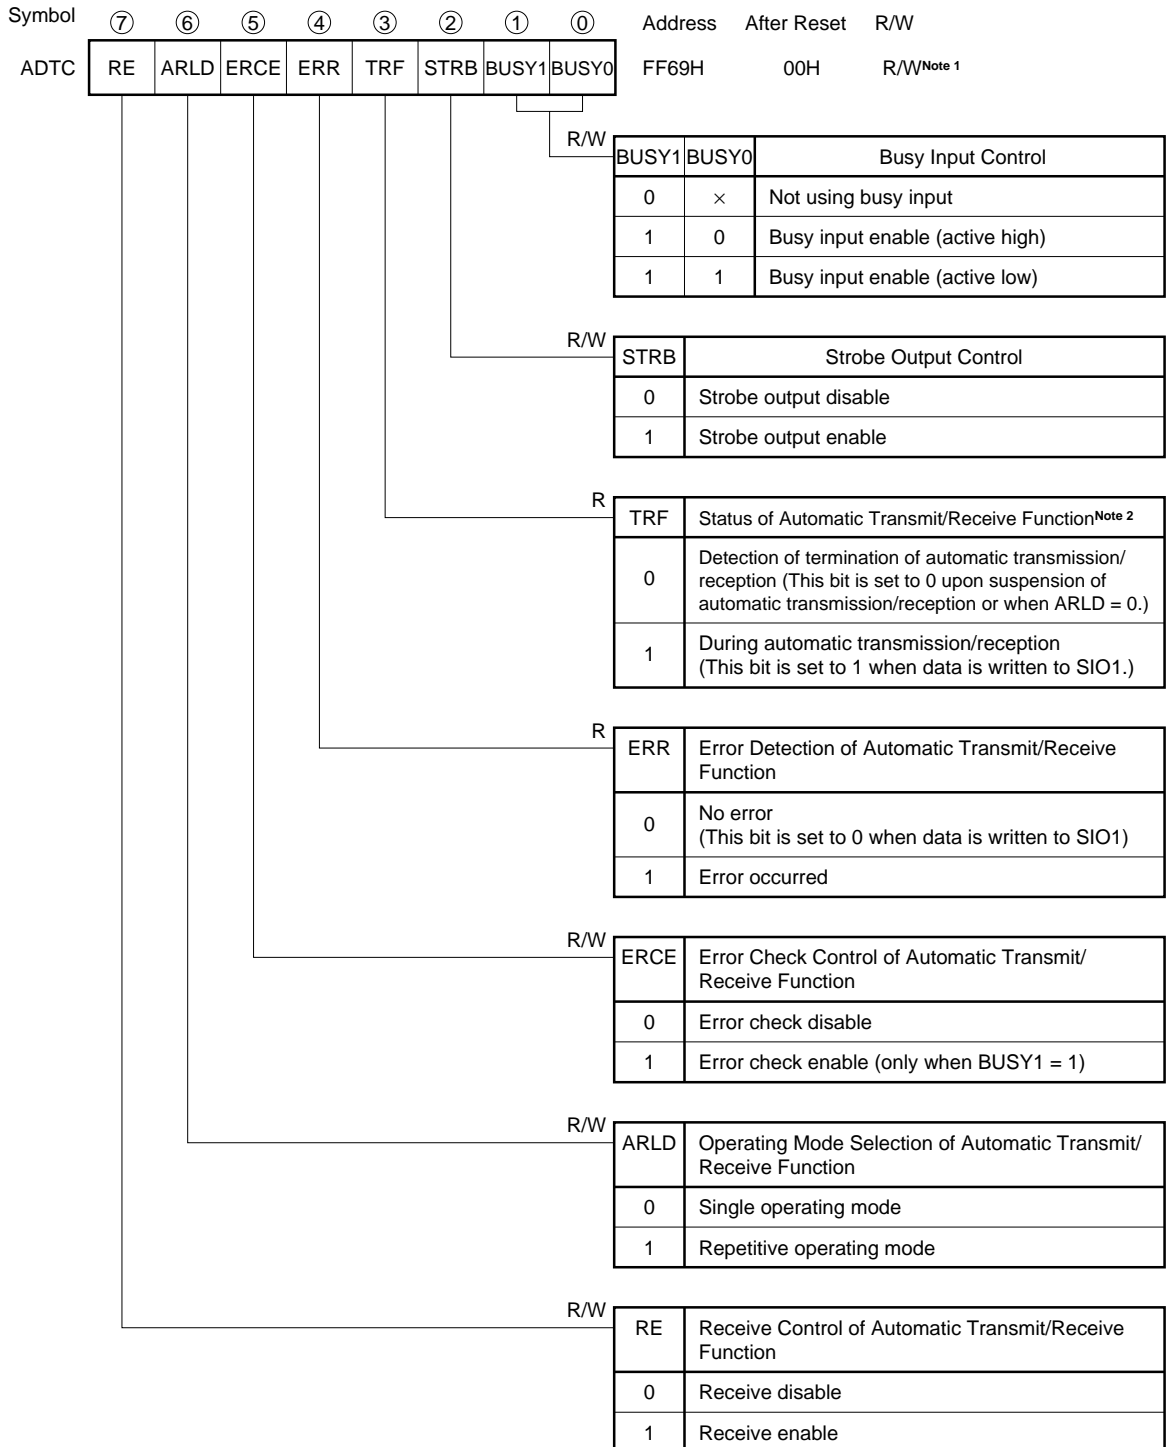 Symbol ⑦ ⑥ ⑤ ④ ③ ② ① ⓪ Address After Reset R/W
ADTC RE ARLD ERCE ERR TRF STRB BUSY1 BUSY0 FF69H 00H R/W Note 1
R/W
BUSY1 BUSY0 Busy Input Control
0 × Not using busy input
1 0 Busy input enable (active high)
1 1 Busy input enable (active low)
R/W
STRB Strobe Output Control
0 Strobe output disable
1 Strobe output enable
R
TRF Status of Automatic Transmit/Receive Function Note 2
0 Detection of termination of automatic transmission/
reception (This bit is set to 0 upon suspension of
automatic transmission/reception or when ARLD = 0.)
1 During automatic transmission/reception
(This bit is set to 1 when data is written to SIO1.)
R
ERR Error Detection of Automatic Transmit/Receive
Function
0 No error
(This bit is set to 0 when data is written to SIO1)
1 Error occurred
R/W
ERCE Error Check Control of Automatic Transmit/
Receive Function
0 Error check disable
1 Error check enable (only when BUSY1 = 1)
R/W
ARLD Operating Mode Selection of Automatic Transmit/
Receive Function
0 Single operating mode
1 Repetitive operating mode
R/W
RE Receive Control of Automatic Transmit/Receive
Function
0 Receive disable
1 Receive enable